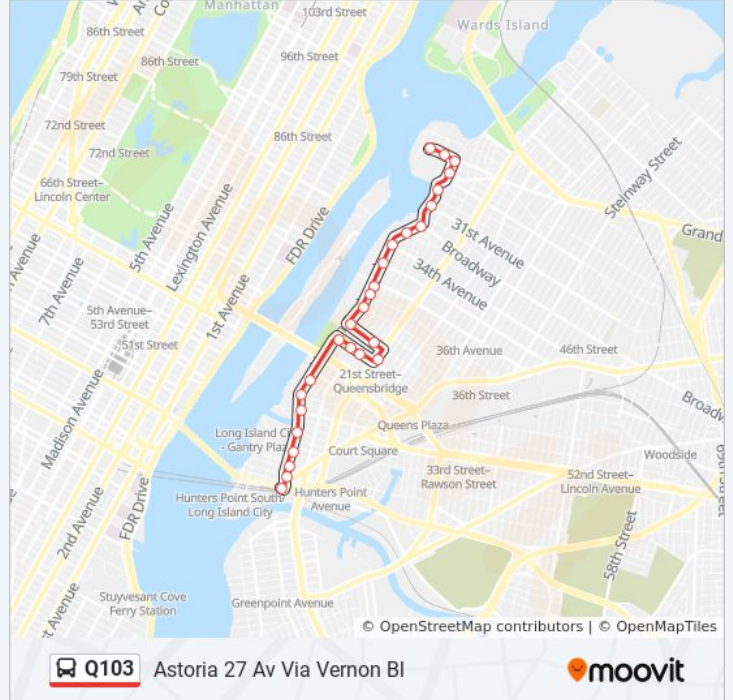 Manhattan
103rd Street
Wards Island
86th Street
86th Street
96th Street
79th Street
72nd Street
86th Street
72nd Street
Steinway Street
66th Street–
Lincoln Center
5th Avenue
Lexington Avenue
FDR Drive
31st Avenue
Broadway
Grand
34th Avenue
7th Avenue
1st Avenue
5th Avenue–
53rd Street
51st Street
36th Avenue
46th Street
21st Street–
Queensbridge
36th Street
Madison Avenue
Queens Plaza
Long Island Ci
- Gantry Plaz
Court Square
Woodside
33rd Street–
Rawson Street
52nd Street–
Lincoln Avenue
Hunters Point South/
Long Island City
Hunters Point
Avenue
FDR Drive
2nd Avenue
58th Street
Stuyvesant Cove
Ferry Station
Greenpoint Avenue
© OpenStreetMap contributors | © OpenMapTiles
Q103 Astoria 27 Av Via Vernon Bl
moovit